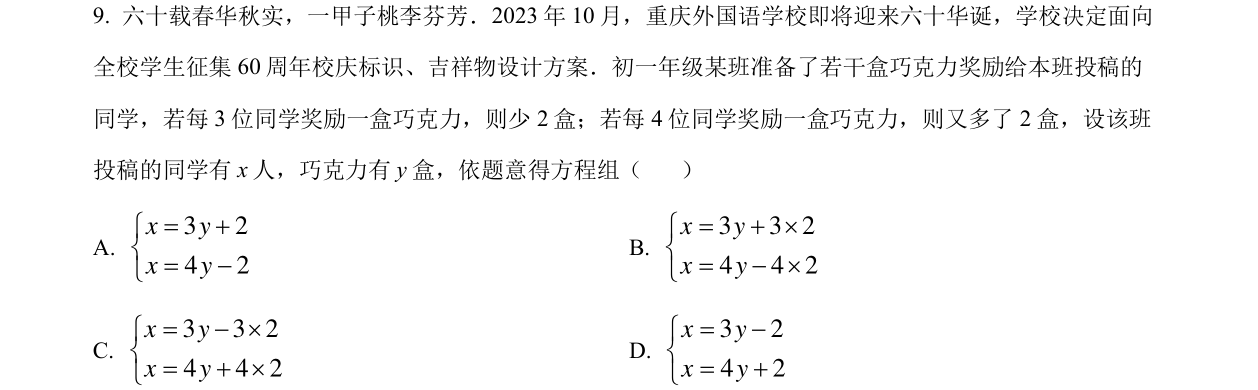 9. 六十载春华秋实，一甲子桃李芬芳．2023 年 10 月，重庆外国语学校即将迎来六十华诞，学校决定面向
全校学生征集 60 周年校庆标识、吉祥物设计方案．初一年级某班准备了若干盒巧克力奖励给本班投稿的
同学，若每 3 位同学奖励一盒巧克力，则少 2 盒；若每 4 位同学奖励一盒巧克力，则又多了 2 盒，设该班
投稿的同学有 x 人，巧克力有 y 盒，依题意得方程组（　　）
A. { x = 3y + 2
x = 4y − 2
B. { x = 3y + 3×2
x = 4y − 4×2
C. { x = 3y − 3×2
x = 4y + 4×2
D. { x = 3y − 2
x = 4y + 2